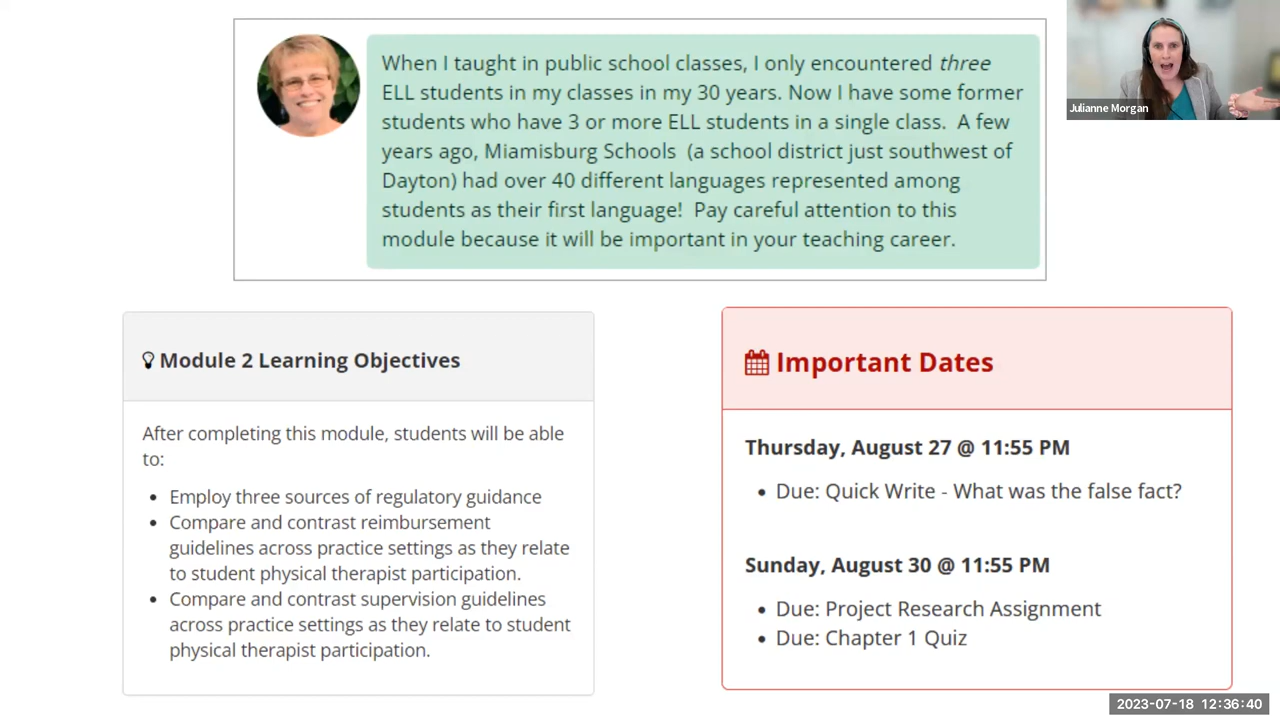 When I taught in public school classes, I only encountered three
ELL students in my classes in my 30 years. Now I have some former
students who have 3 or more ELL students in a single class. A few
years ago, Miamisburg Schools (a school district just southwest of
Dayton) had over 40 different languages represented among
students as their first language! Pay careful attention to this
module because it will be important in your teaching career.
Julianne Morgan
Module 2 Learning Objectives
After completing this module, students will be able
to:
• Employ three sources of regulatory guidance
• Compare and contrast reimbursement
guidelines across practice settings as they relate
to student physical therapist participation.
• Compare and contrast supervision guidelines
across practice settings as they relate to student
physical therapist participation.
Important Dates
Thursday, August 27 @ 11:55 PM
• Due: Quick Write - What was the false fact?
Sunday, August 30 @ 11:55 PM
• Due: Project Research Assignment
• Due: Chapter 1 Quiz
2023-07-18 12:36:40